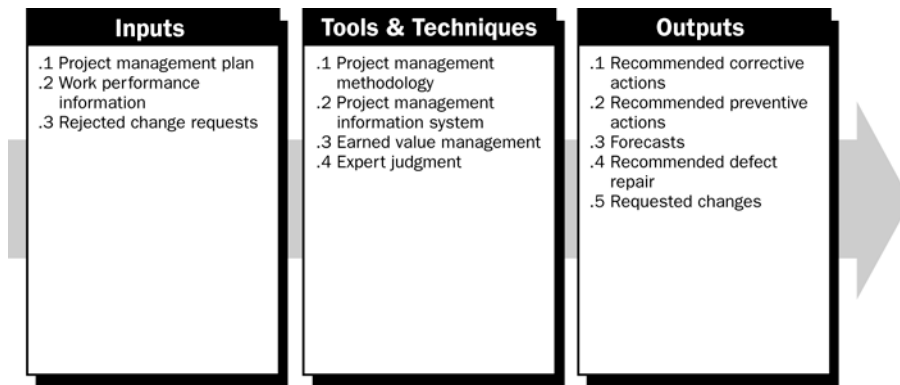 Inputs
.1 Project management plan
.2 Work performance
information
.3 Rejected change requests
Tools & Techniques
.1 Project management
methodology
.2 Project management
information system
.3 Earned value management
.4 Expert judgment
Outputs
.1 Recommended corrective
actions
.2 Recommended preventive
actions
.3 Forecasts
.4 Recommended defect
repair
.5 Requested changes